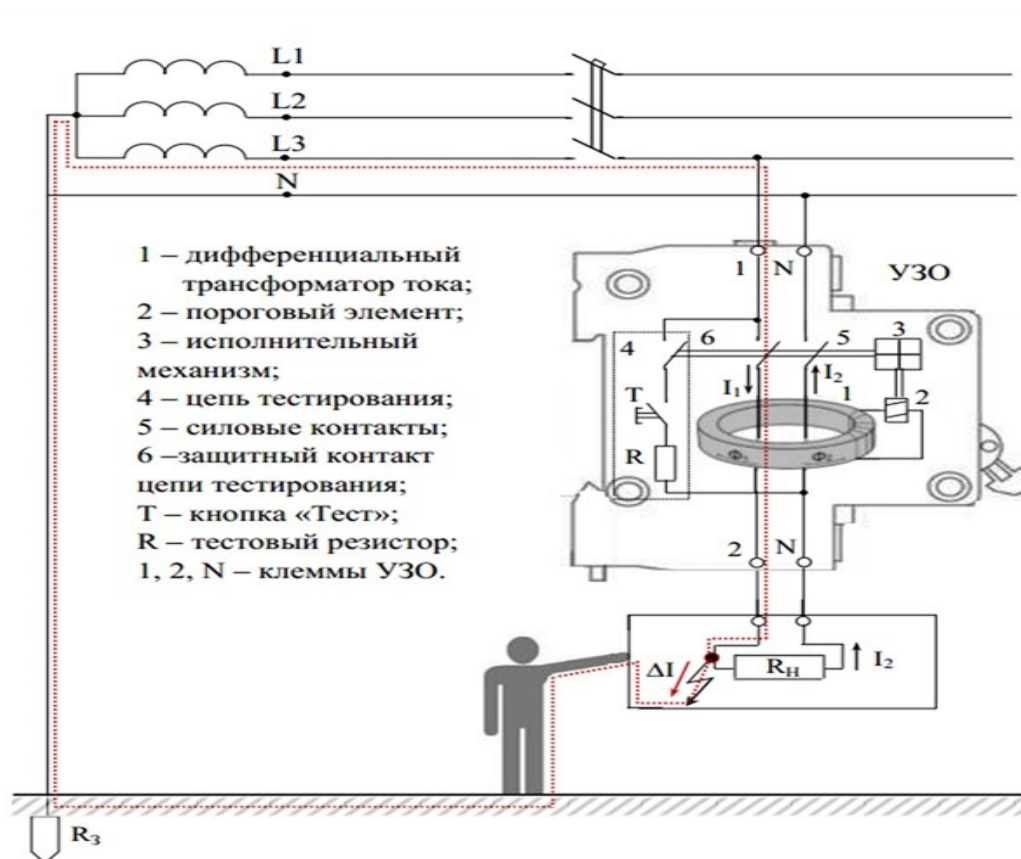 L1
L2
L3
N
1 – дифференциальный
трансформатор тока;
2 – пороговый элемент;
3 – исполнительный
механизм;
4 – цепь тестирования;
5 – силовые контакты;
6 –защитный контакт
цепи тестирования;
Т – кнопка «Тест»;
R – тестовый резистор;
1, 2, N – клеммы УЗО.
1 N
УЗО
4 6 5 3
I₁ I₂
T 1 2
R
Ф Ф
2 N
ΔI Rн I₂
Rз